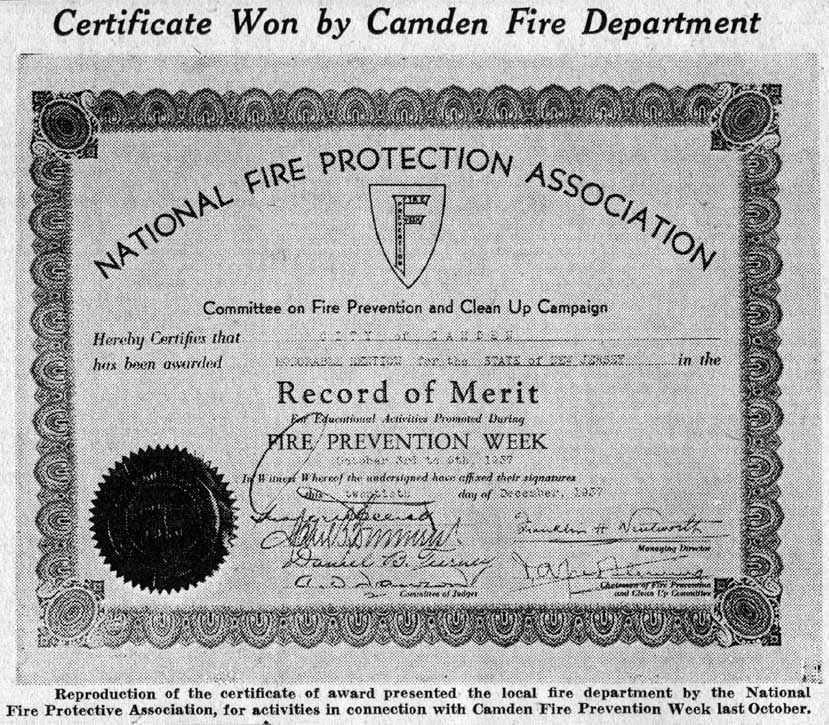 Certificate Won by Camden Fire Department
NATIONAL FIRE PROTECTION ASSOCIATION
FIRE
WEEK
PREVENTION
Committee on Fire Prevention and Clean Up Campaign
Hereby Certifies that CITY of CAMDEN
has been awarded HONORABLE MENTION for the STATE of NEW JERSEY in the
Record of Merit
For Educational Activities Promoted During
FIRE PREVENTION WEEK
October 3rd to 9th, 1937
In Witness Whereof the undersigned have affixed their signatures
this twentieth day of December, 1937
Franklin H Wentworth
Managing Director
Daniel B. Tierney
Committee of Judges
Chairman of Fire Prevention
and Clean Up Committee
Reproduction of the certificate of award presented the local fire department by the National
Fire Protective Association, for activities in connection with Camden Fire Prevention Week last October.